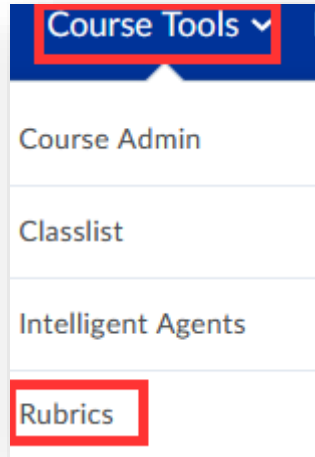 Course Tools
Course Admin
Classlist
Intelligent Agents
Rubrics